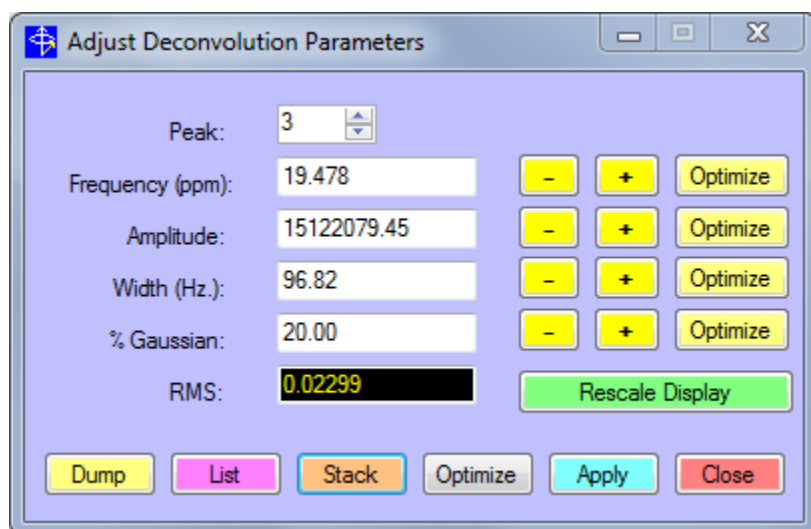 Adjust Deconvolution Parameters
Peak: 3
Frequency (ppm): 19.478 - + Optimize
Amplitude: 15122079.45 - + Optimize
Width (Hz.): 96.82 - + Optimize
% Gaussian: 20.00 - + Optimize
RMS: 0.02299 Rescale Display
Dump List Stack Optimize Apply Close